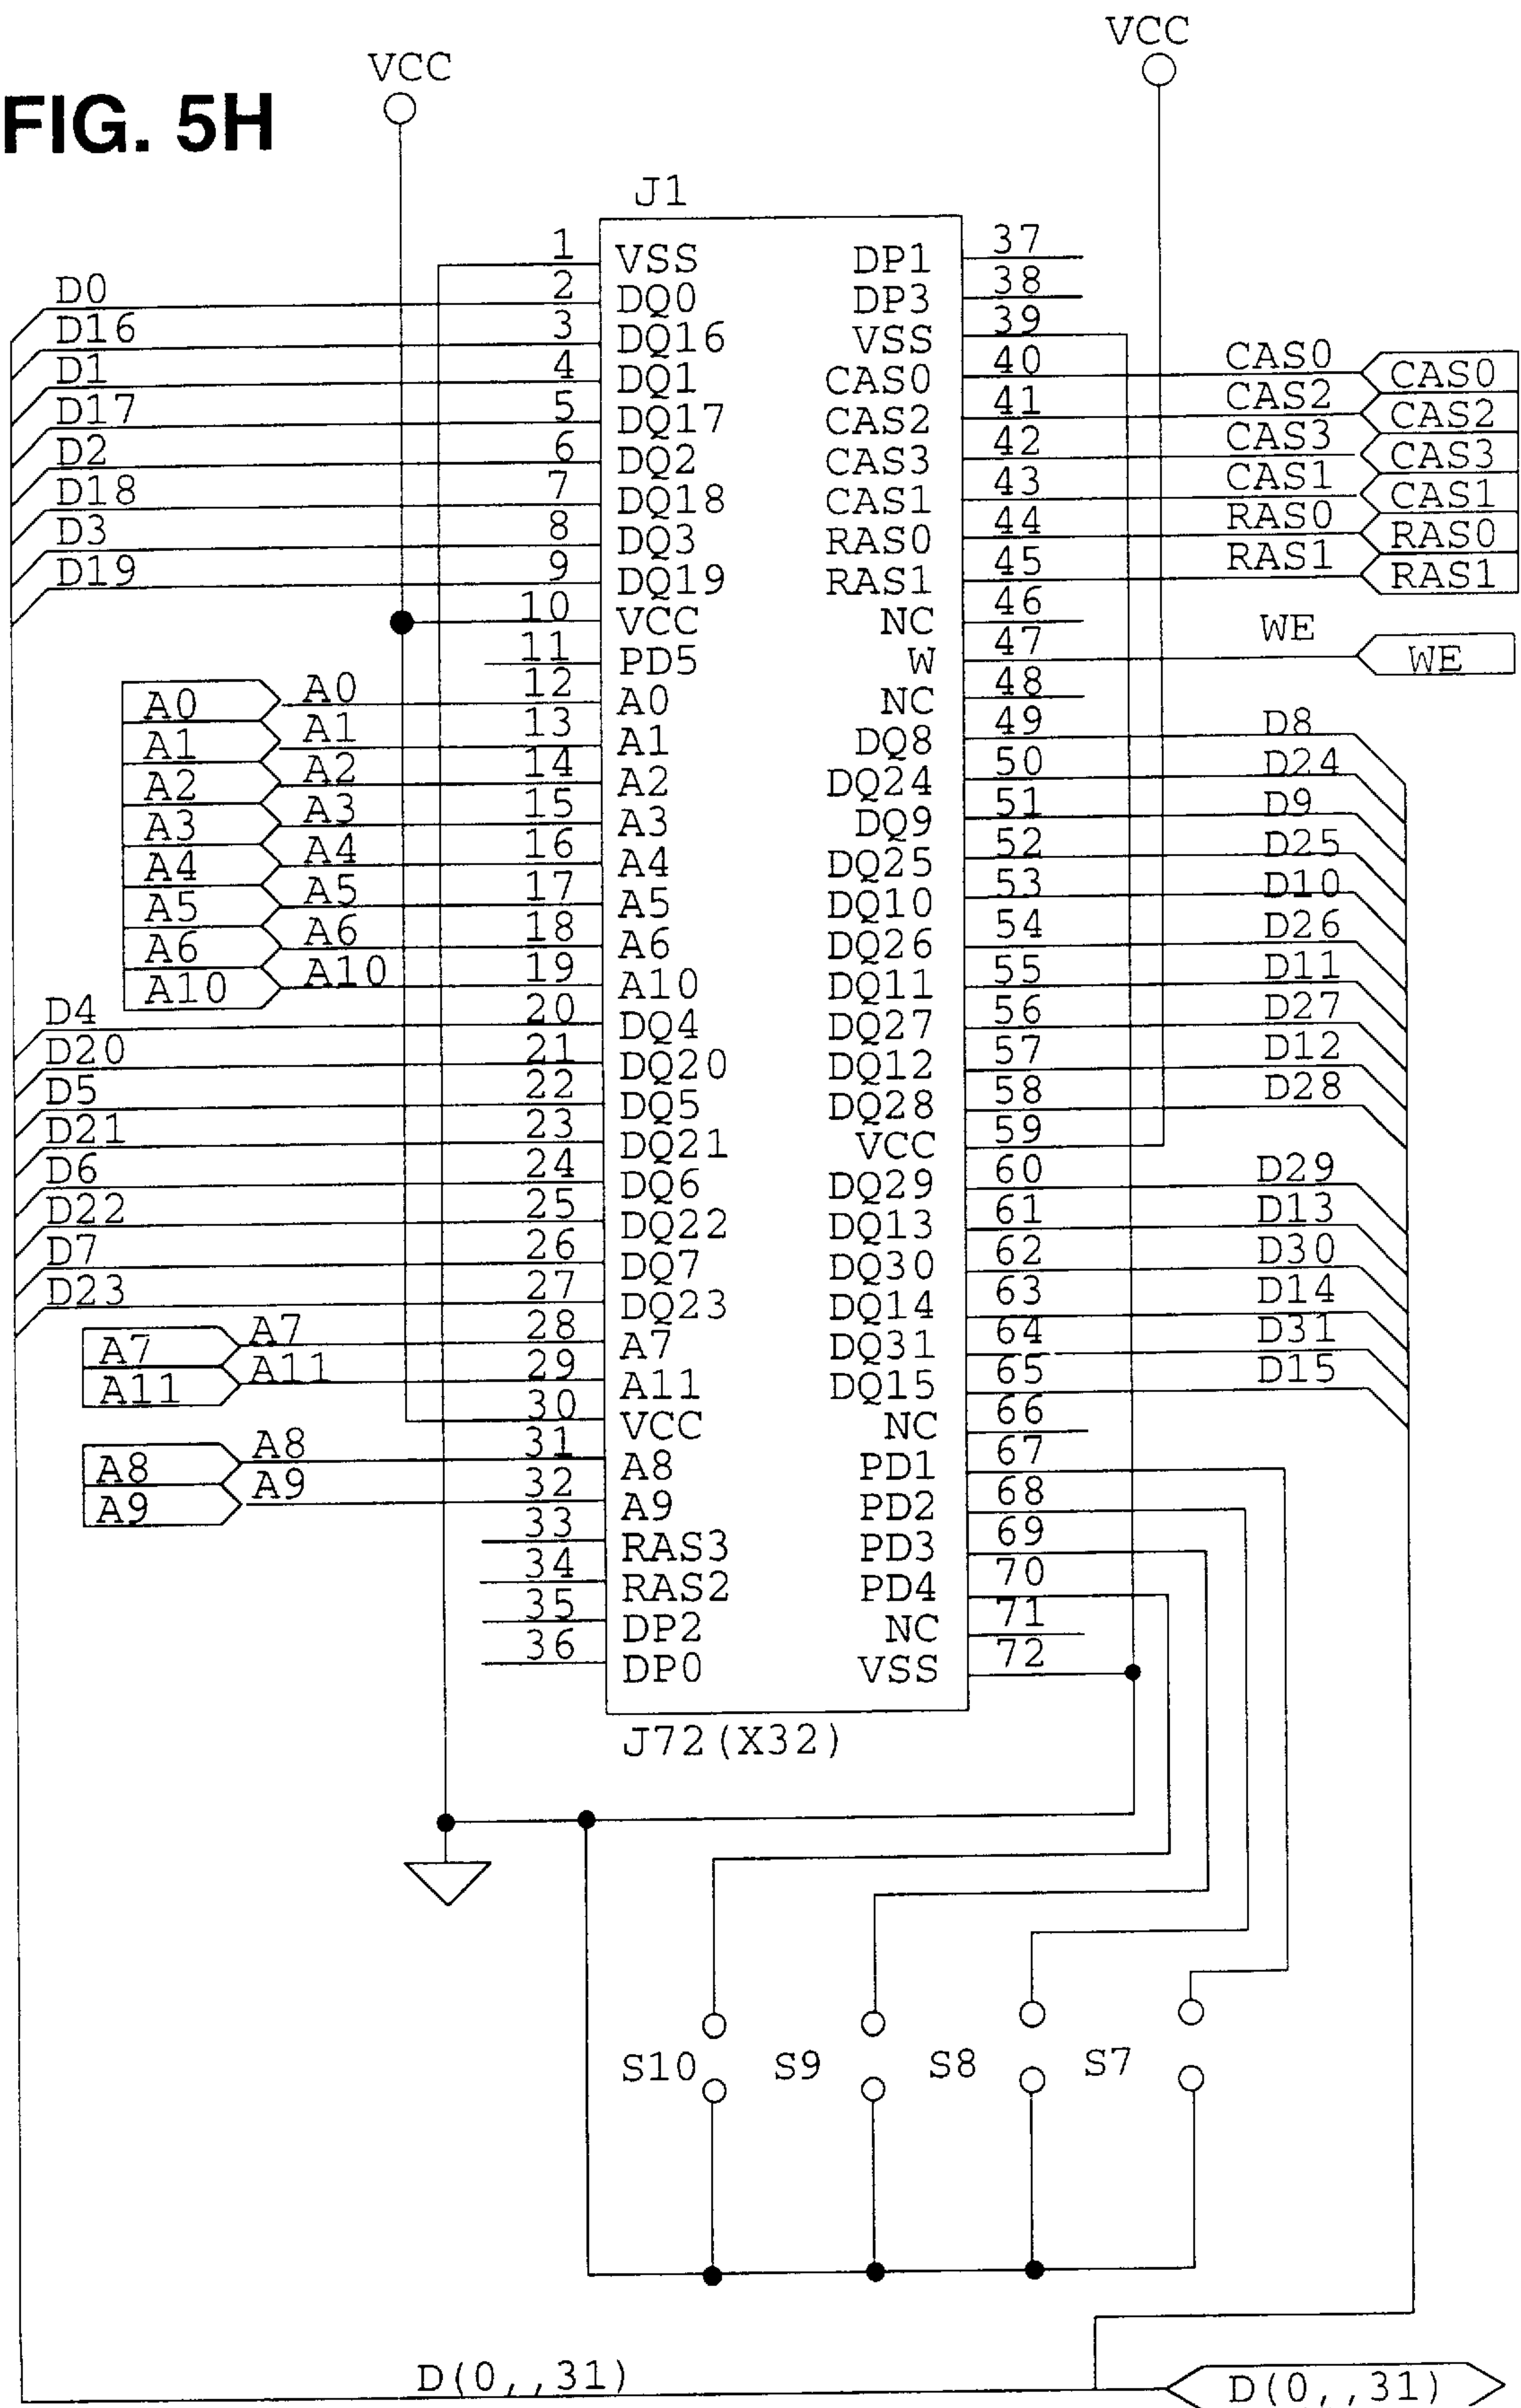 VCC
VCC
FIG. 5H
J1
1 VSS DP1 37
D0 2 DQ0 DP3 38
D16 3 DQ16 VSS 39
D1 4 DQ1 CAS0 40 CAS0 CAS0
D17 5 DQ17 CAS2 41 CAS2 CAS2
D2 6 DQ2 CAS3 42 CAS3 CAS3
D18 7 DQ18 CAS1 43 CAS1 CAS1
D3 8 DQ3 RAS0 44 RAS0 RAS0
D19 9 DQ19 RAS1 45 RAS1 RAS1
10 VCC NC 46
11 PD5 W 47 WE WE
A0 A0 12 A0 NC 48
A1 A1 13 A1 DQ8 49 D8
A2 A2 14 A2 DQ24 50 D24
A3 A3 15 A3 DQ9 51 D9
A4 A4 16 A4 DQ25 52 D25
A5 A5 17 A5 DQ10 53 D10
A6 A6 18 A6 DQ26 54 D26
A10 A10 19 A10 DQ11 55 D11
D4 20 DQ4 DQ27 56 D27
D20 21 DQ20 DQ12 57 D12
D5 22 DQ5 DQ28 58 D28
D21 23 DQ21 VCC 59
D6 24 DQ6 DQ29 60 D29
D22 25 DQ22 DQ13 61 D13
D7 26 DQ7 DQ30 62 D30
D23 27 DQ23 DQ14 63 D14
A7 A7 28 A7 DQ31 64 D31
A11 A11 29 A11 DQ15 65 D15
30 VCC NC 66
A8 A8 31 A8 PD1 67
A9 A9 32 A9 PD2 68
33 RAS3 PD3 69
34 RAS2 PD4 70
35 DP2 NC 71
36 DP0 VSS 72
J72(X32)
S10 S9 S8 S7
D(0,,31) D(0,,31)